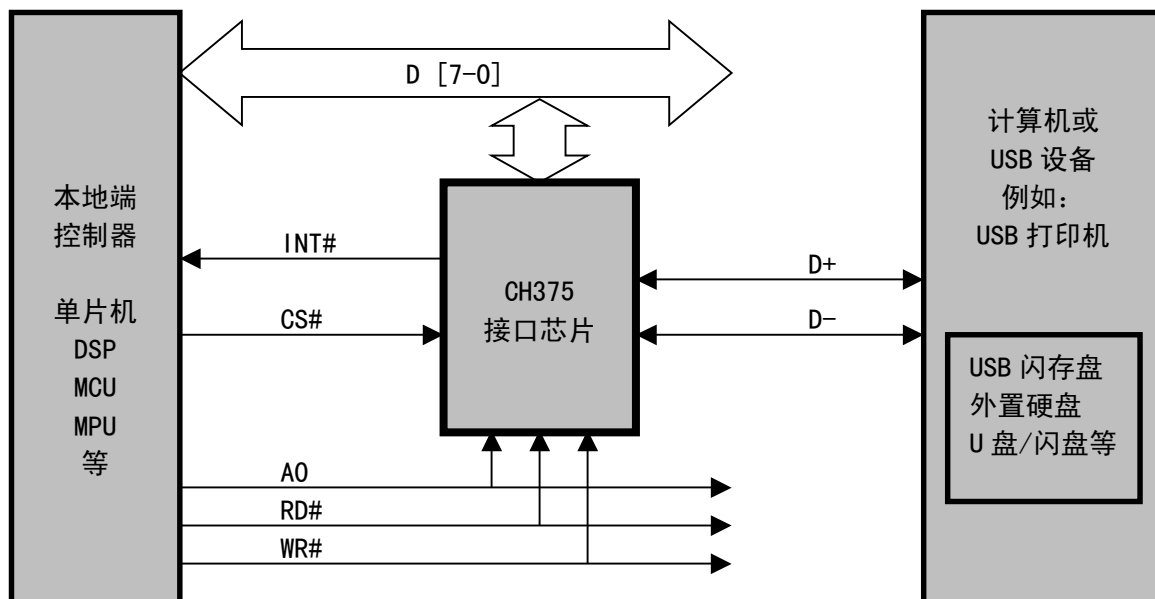 D [7-0]
本地端
控制器
单片机
DSP
MCU
MPU
等
INT#
CS#
A0
RD#
WR#
CH375
接口芯片
D+
D-
计算机或
USB 设备
例如:
USB 打印机
USB 闪存盘
外置硬盘
U 盘/闪盘等